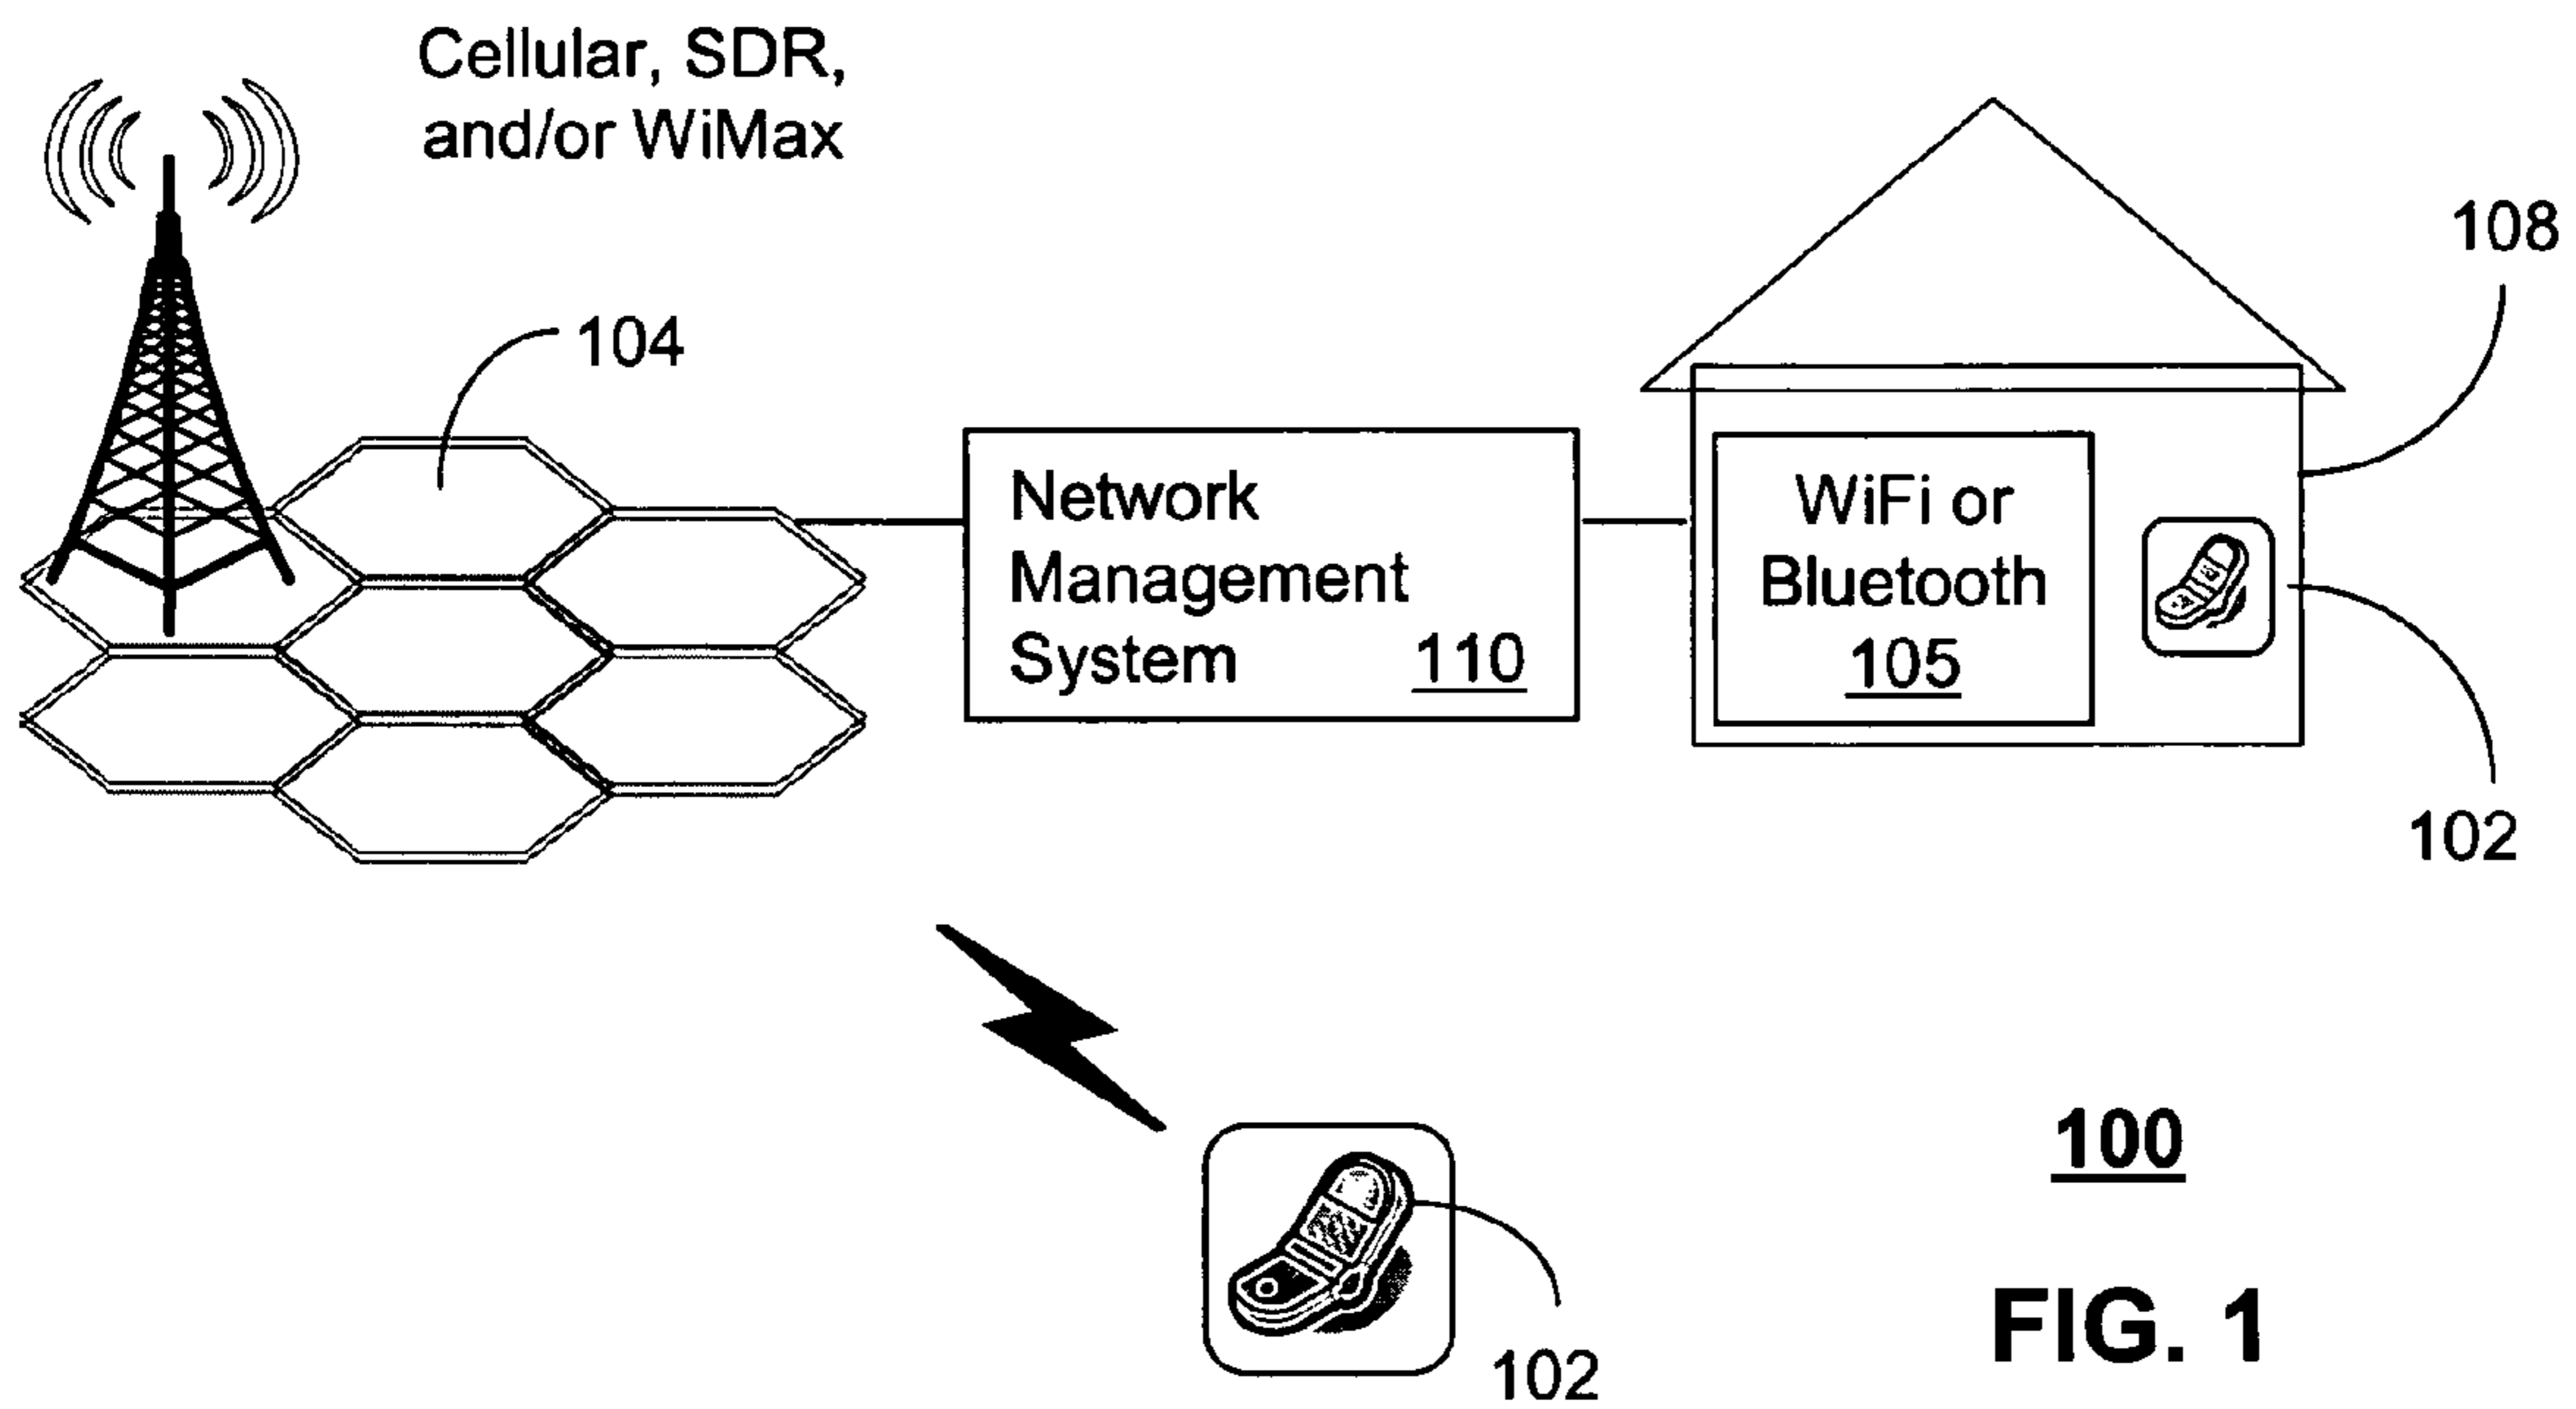 Cellular, SDR,
and/or WiMax
108
104
Network
Management
System 110
WiFi or
Bluetooth
105
102
100
102
FIG. 1